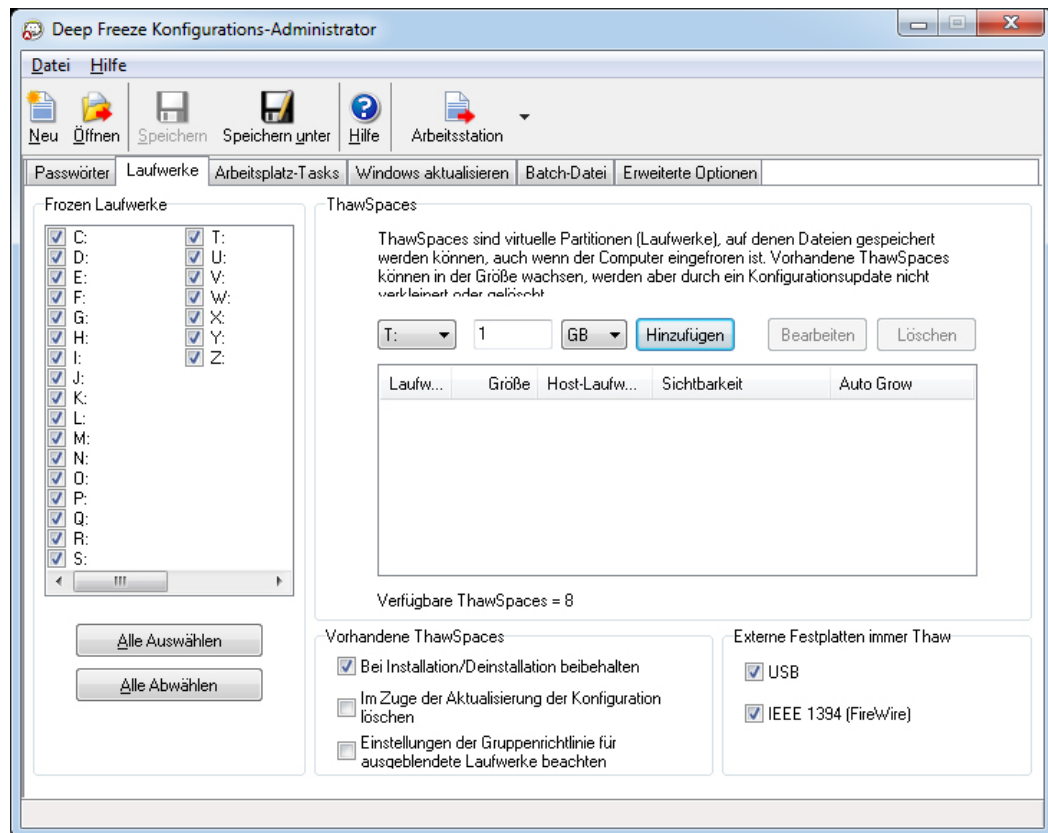 Deep Freeze Konfigurations-Administrator
Datei Hilfe
Neu Öffnen Speichern Speichern unter Hilfe Arbeitsstation
Passwörter Laufwerke Arbeitsplatz-Tasks Windows aktualisieren Batch-Datei Erweiterte Optionen
Frozen Laufwerke
C: T:
D: U:
E: V:
F: W:
G: X:
H: Y:
I: Z:
J:
K:
L:
M:
N:
O:
P:
Q:
R:
S:
Alle Auswählen
Alle Abwählen
ThawSpaces
ThawSpaces sind virtuelle Partitionen (Laufwerke), auf denen Dateien gespeichert
werden können, auch wenn der Computer eingefroren ist. Vorhandene ThawSpaces
können in der Größe wachsen, werden aber durch ein Konfigurationsupdate nicht
verkleinert oder gelöscht
T: 1 GB Hinzufügen Bearbeiten Löschen
Laufw... Größe Host-Laufw... Sichtbarkeit Auto Grow
Verfügbare ThawSpaces = 8
Vorhandene ThawSpaces
Bei Installation/Deinstallation beibehalten
Im Zuge der Aktualisierung der Konfiguration
löschen
Einstellungen der Gruppenrichtlinie für
ausgeblendete Laufwerke beachten
Externe Festplatten immer Thaw
USB
IEEE 1394 (FireWire)